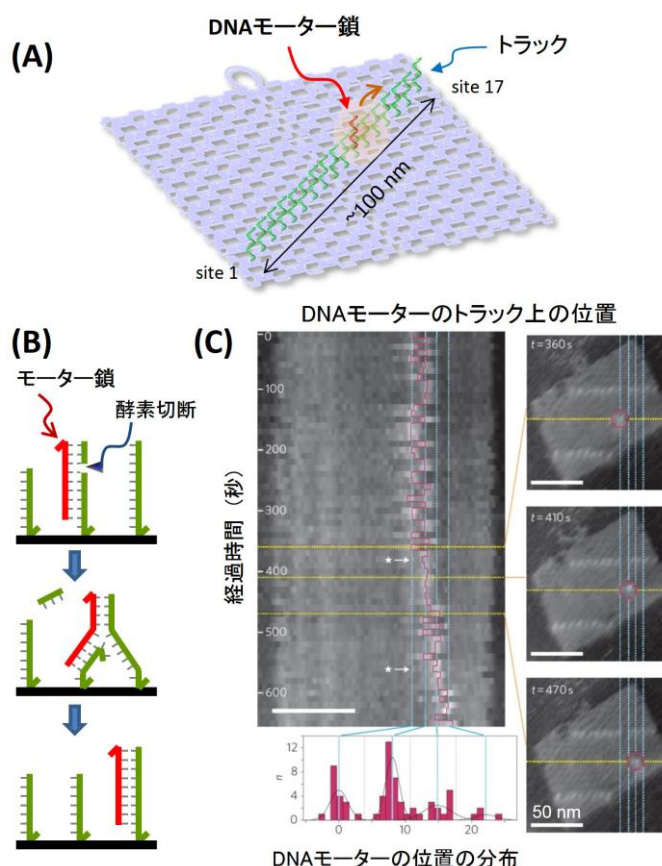 (A)
DNAモーター鎖
トラック
site 17
~100 nm
site 1
(B)
モーター鎖
酵素切断
(C)
DNAモーターのトラック上の位置
経過時間（秒）
0
100
200
300
400
500
600
★→
★→
t = 360 s
t = 410 s
t = 470 s
50 nm
n
12
8
4
0
0
10
20
DNAモーターの位置の分布